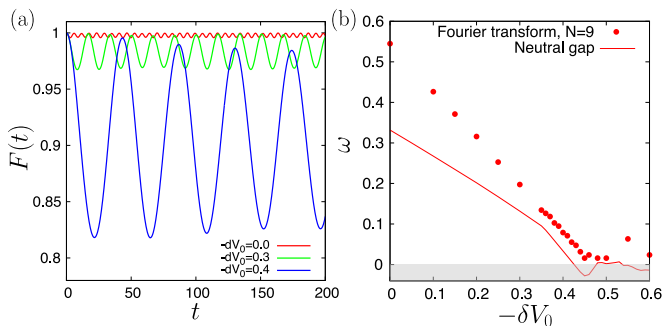 (a)
1
0.95
0.9
0.85
0.8
F(t)
-dV0=0.0
-dV0=0.3
-dV0=0.4
0 50 100 150 200
t
(b)
0.6
0.5
0.4
0.3
0.2
0.1
0
ω
Fourier transform, N=9
Neutral gap
0 0.1 0.2 0.3 0.4 0.5 0.6
−δV₀